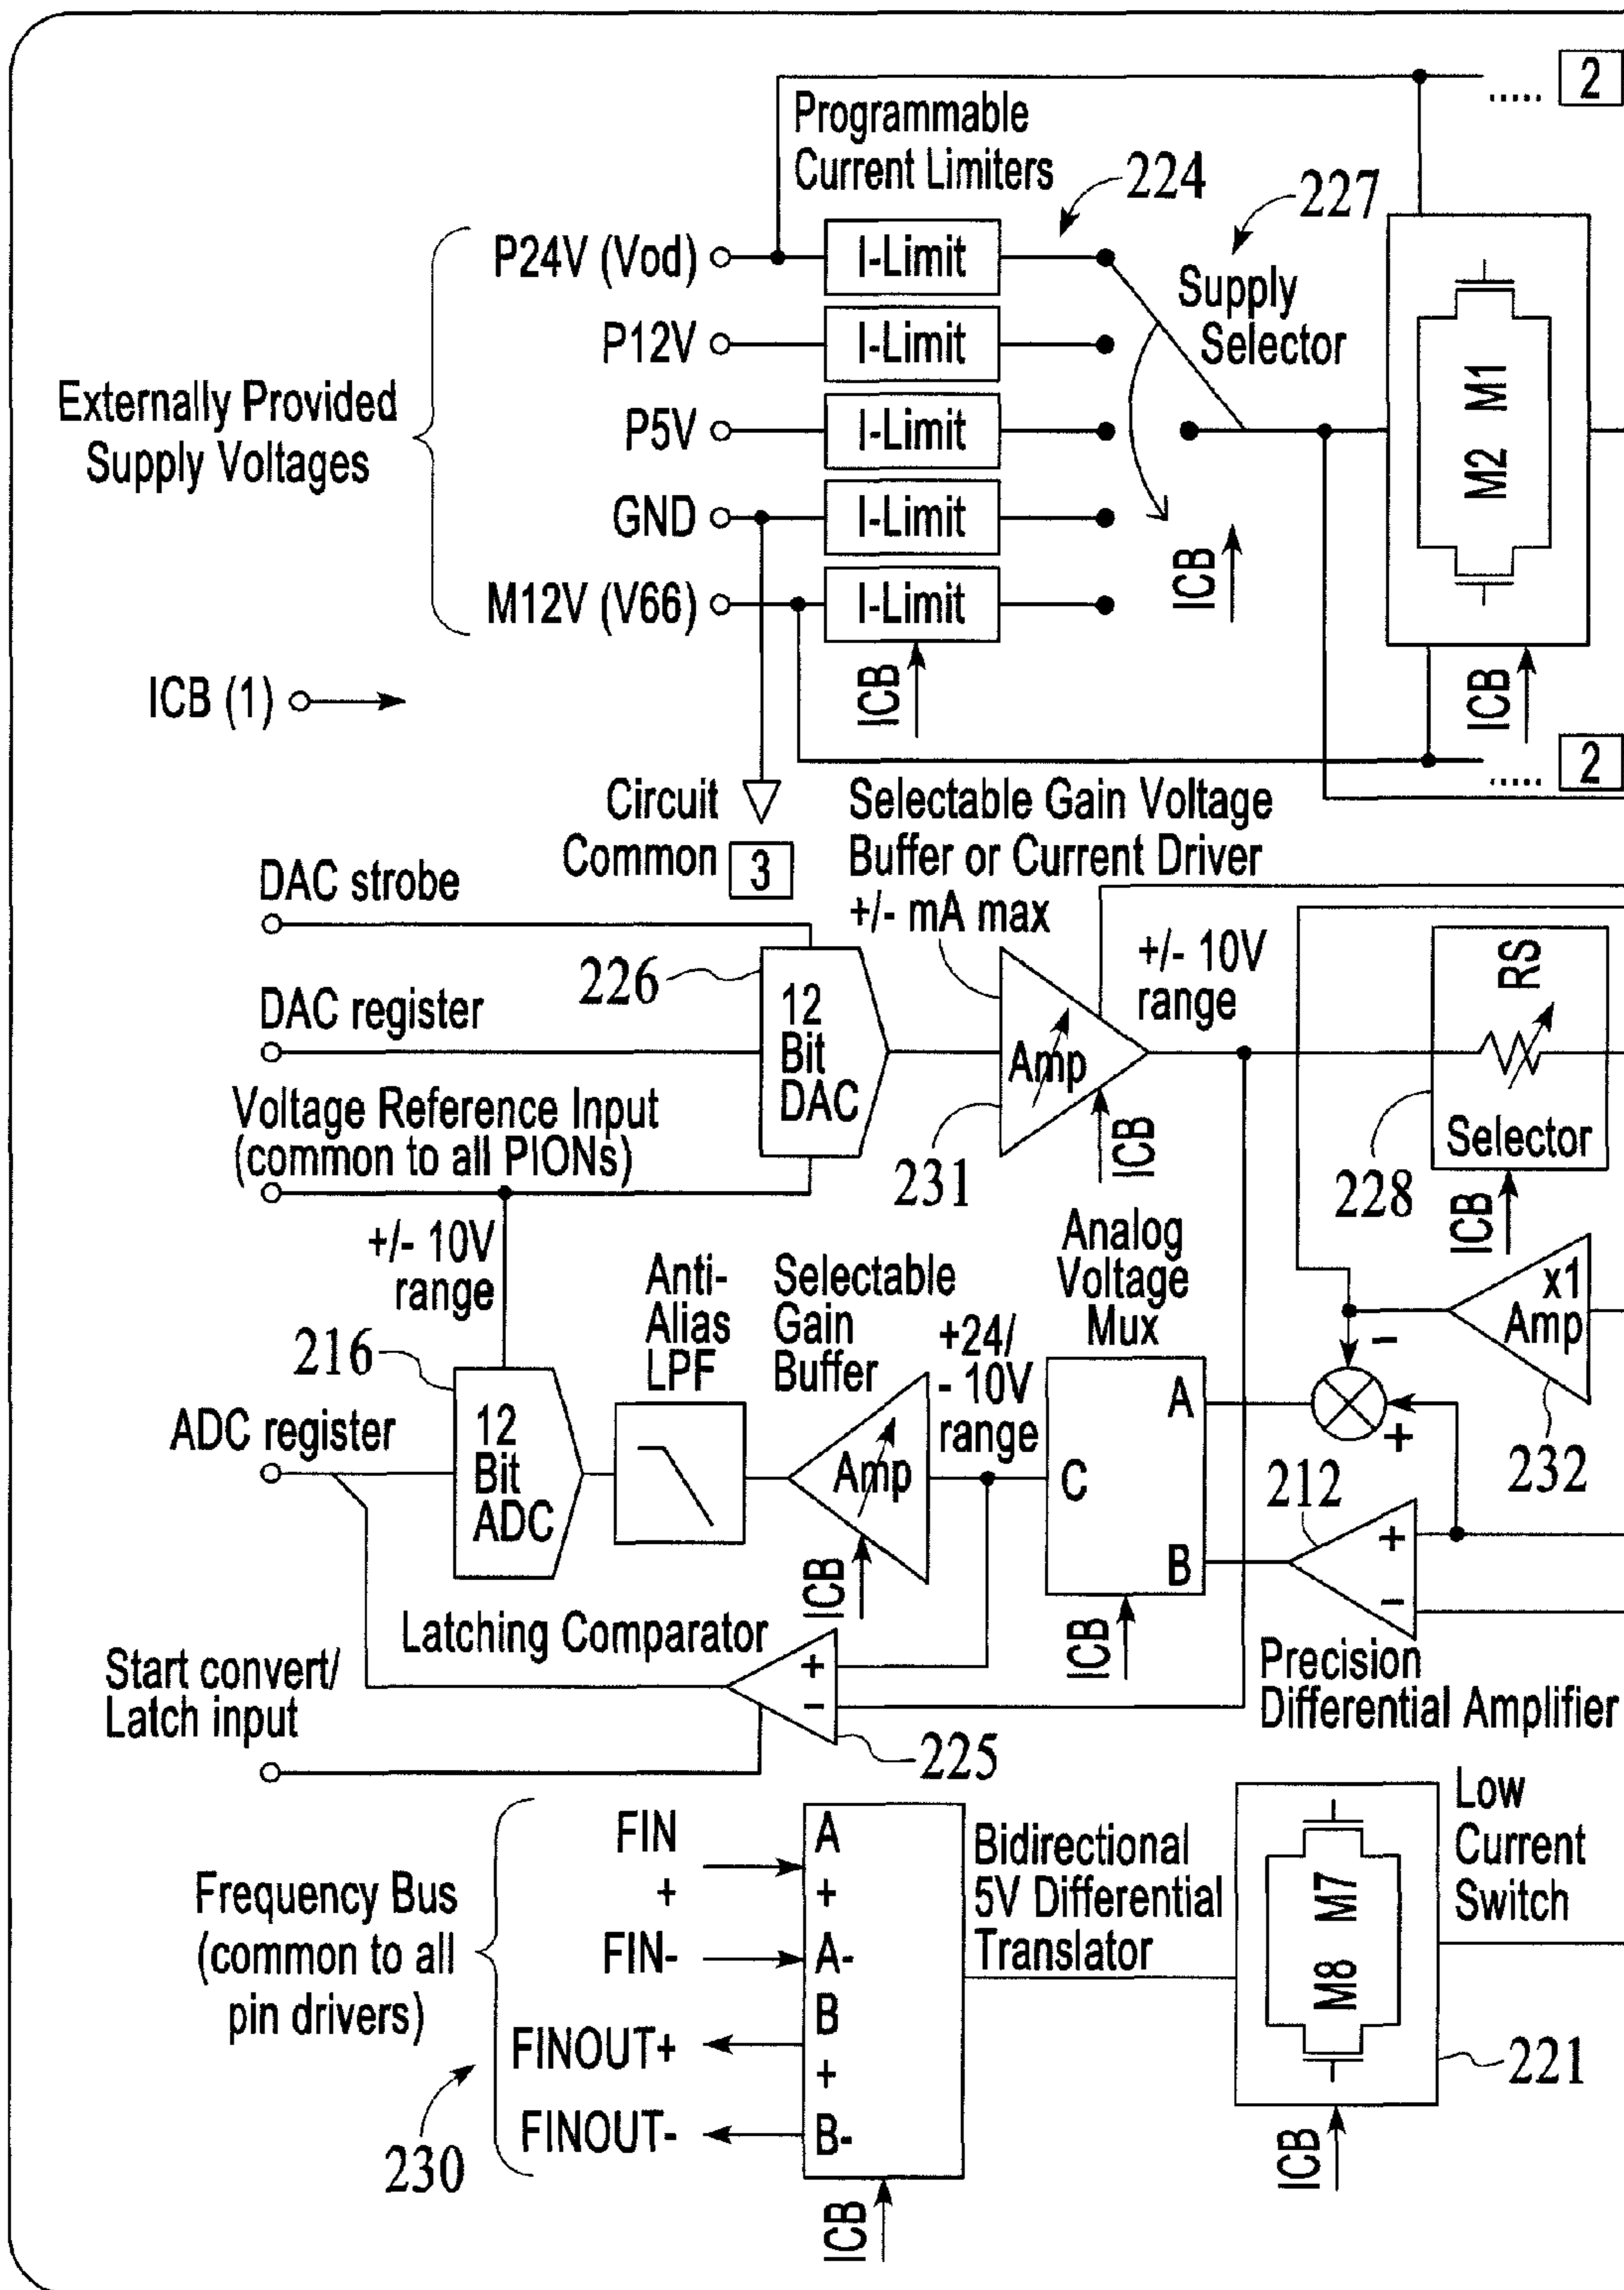 2
Programmable
Current Limiters
224
227
P24V (Vod)
I-Limit
Supply
Selector
P12V
I-Limit
M1
Externally Provided
Supply Voltages
P5V
I-Limit
M2
GND
I-Limit
ICB
M12V (V66)
I-Limit
ICB (1)
ICB
ICB
2
Circuit
Common
3
Selectable Gain Voltage
Buffer or Current Driver
+/- mA max
DAC strobe
+/- 10V
range
RS
226
DAC register
12
Bit
DAC
Amp
Voltage Reference Input
(common to all PIONs)
231
ICB
Selector
228
ICB
+/- 10V
range
Anti-
Alias
LPF
Selectable
Gain
Buffer
+24/
- 10V
range
Analog
Voltage
Mux
x1
Amp
-
216
ADC register
12
Bit
ADC
Amp
A
+
C
212
232
B
+
-
ICB
ICB
Latching Comparator
Start convert/
Latch input
+
-
Precision
Differential Amplifier
225
Frequency Bus
(common to all
pin drivers)
FIN
+
FIN-
FINOUT+
FINOUT-
230
A
+
A-
B
+
B-
ICB
Bidirectional
5V Differential
Translator
M7
M8
Low
Current
Switch
221
ICB